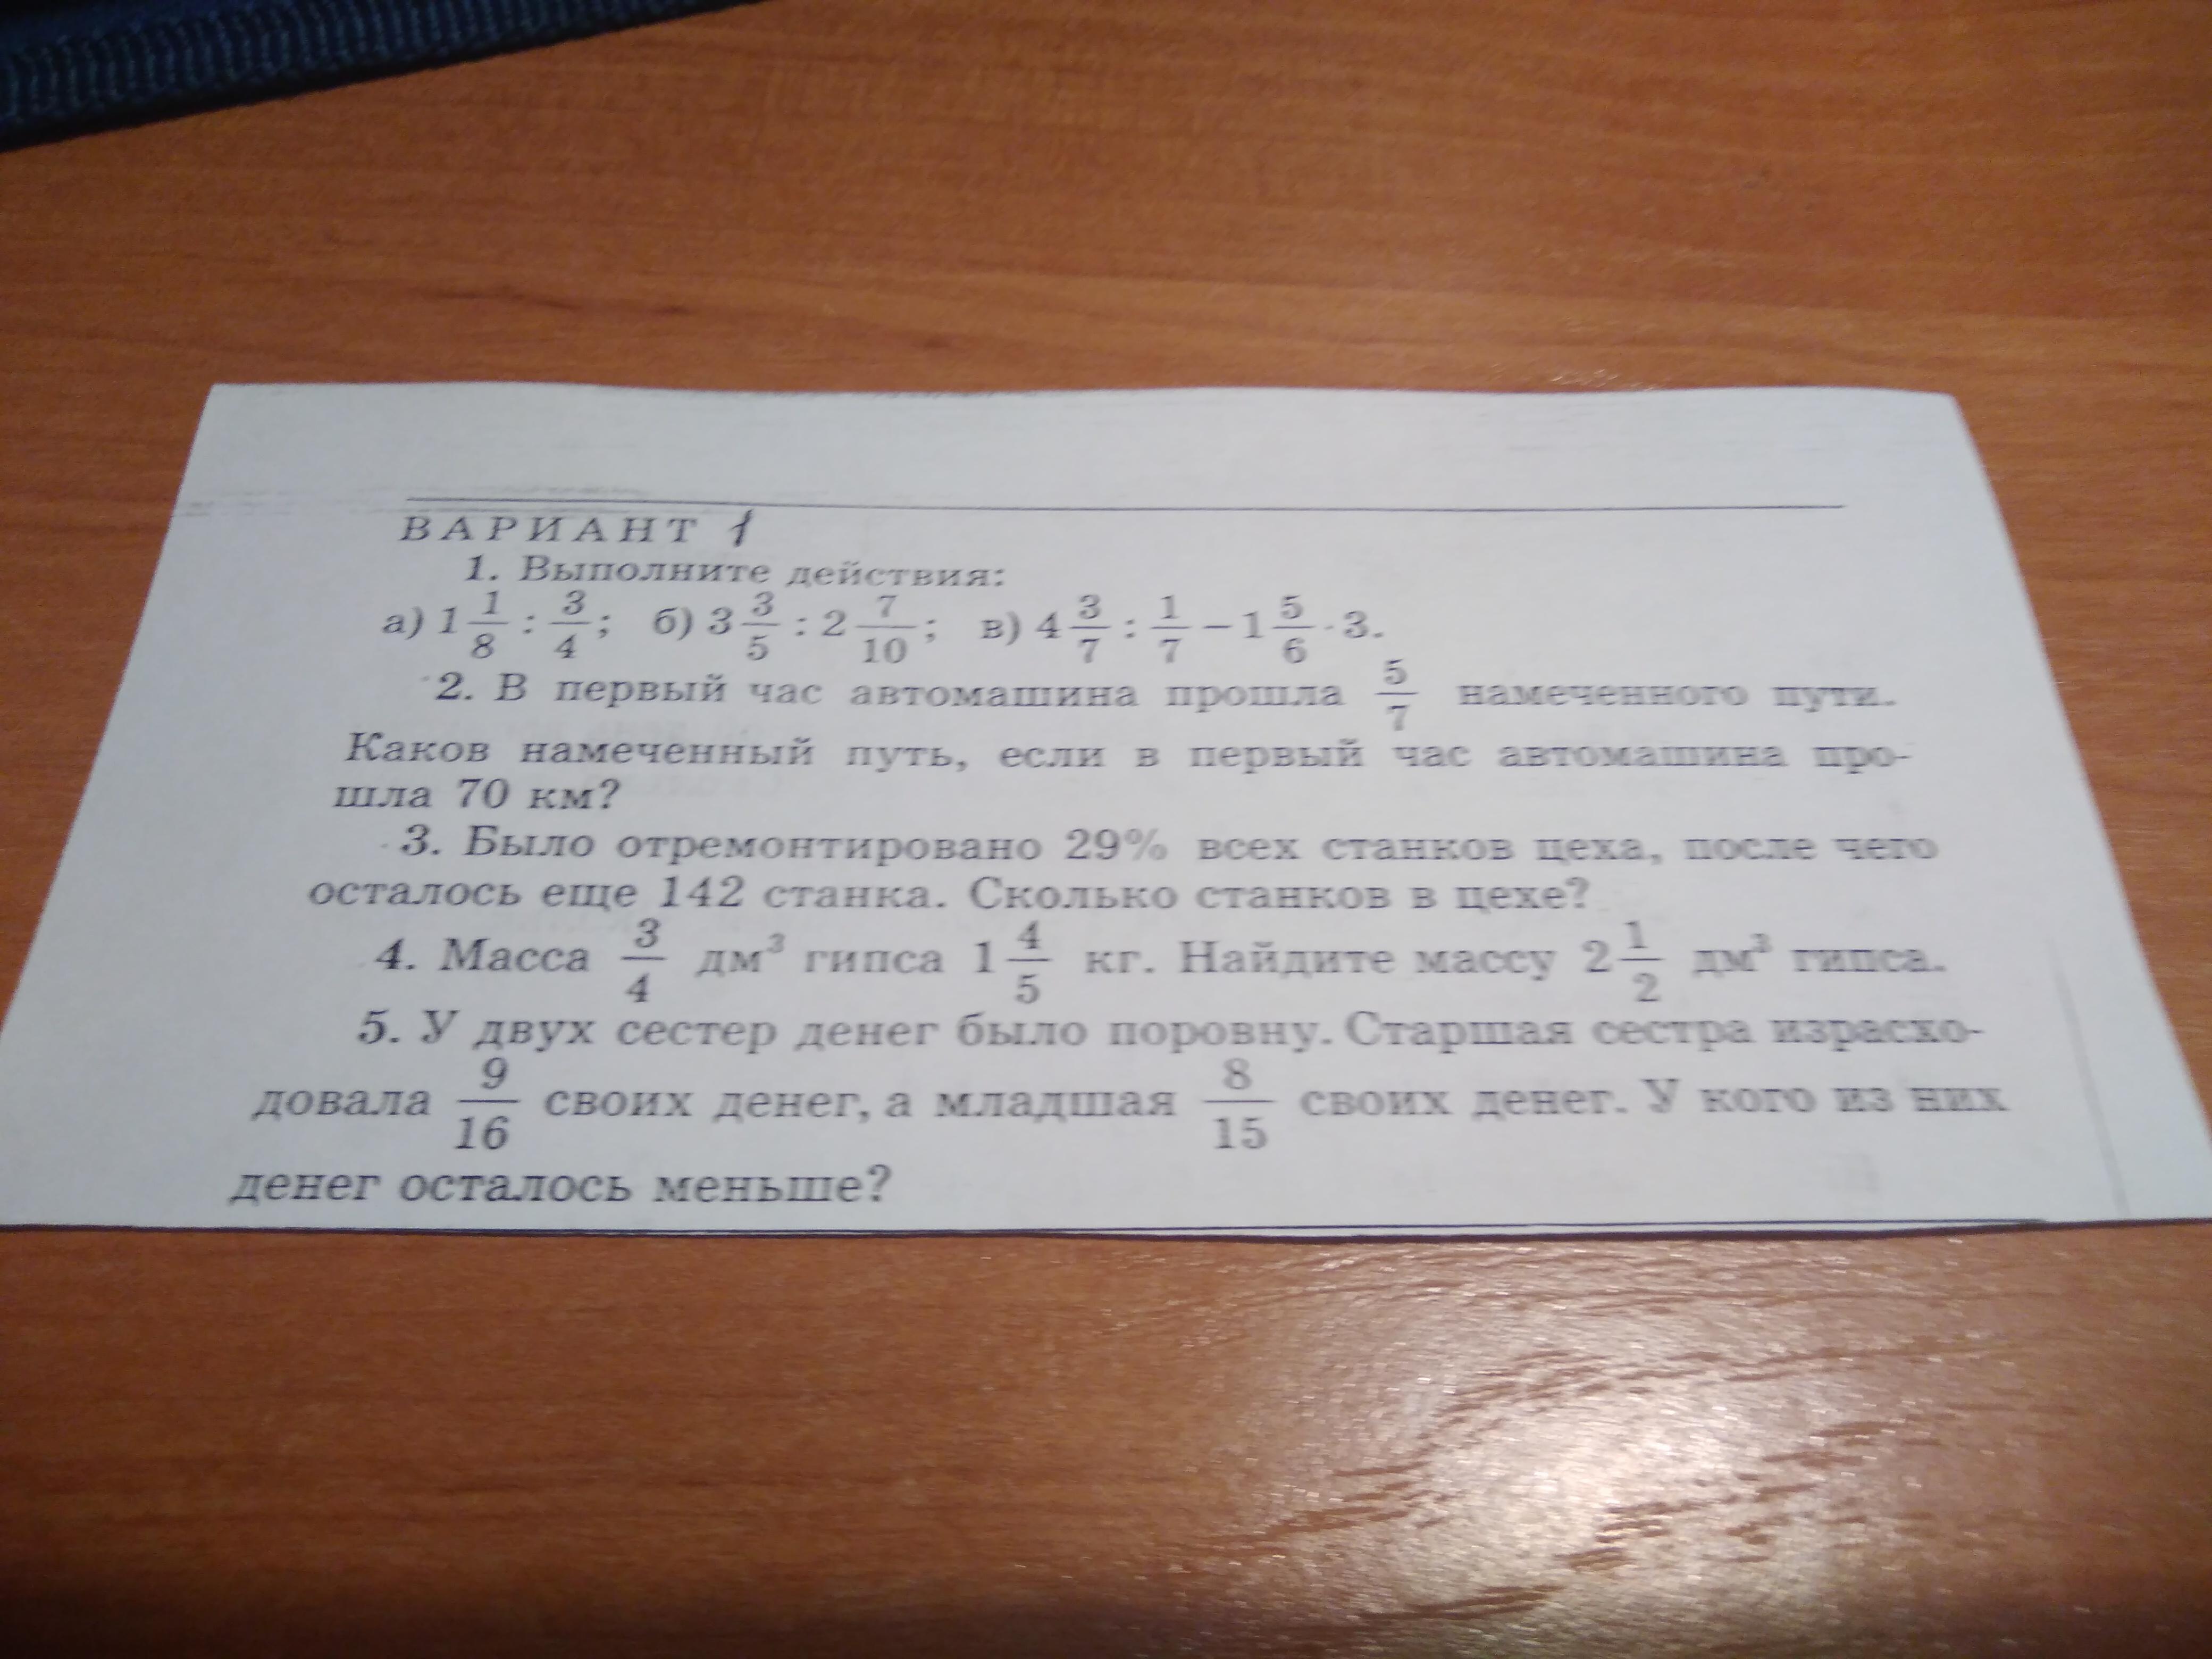 ВАРИАНТ 1
1. Выполните действия:
а) 1 1/8 : 3/4; б) 3 3/5 : 2 7/10; в) 4 3/7 : 1/7 − 1 5/6 · 3.
2. В первый час автомашина прошла 5/7 намеченного пути.
Каков намеченный путь, если в первый час автомашина про-
шла 70 км?
3. Было отремонтировано 29% всех станков цеха, после чего
осталось еще 142 станка. Сколько станков в цехе?
4. Масса 3/4 дм³ гипса 1 4/5 кг. Найдите массу 2 1/2 дм³ гипса.
5. У двух сестер денег было поровну. Старшая сестра израсхо-
довала 9/16 своих денег, а младшая 8/15 своих денег. У кого из них
денег осталось меньше?